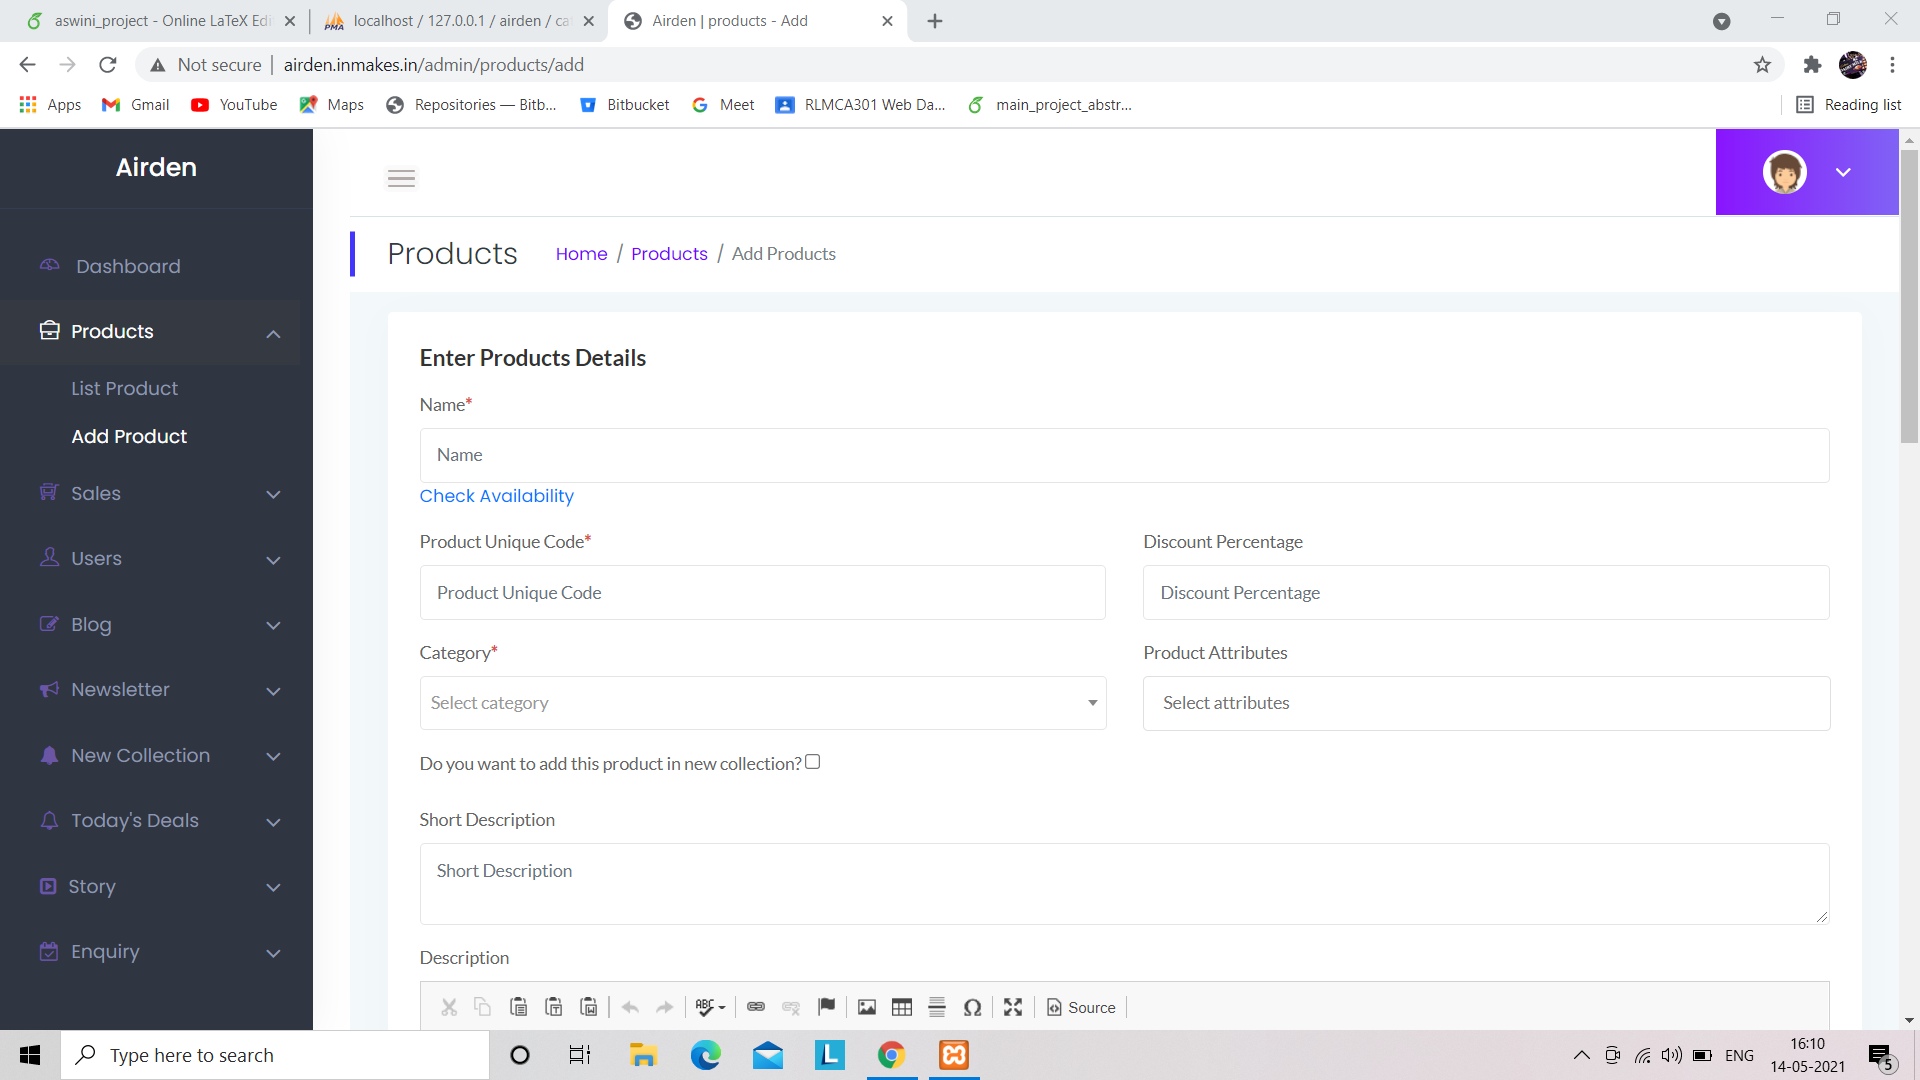 aswini_project - Online LaTeX Edi
localhost / 127.0.0.1 / airden / ca
Airden | products - Add
Not secure | airden.inmakes.in/admin/products/add
Apps
Gmail
YouTube
Maps
Repositories — Bitb...
Bitbucket
Meet
RLMCA301 Web Da...
main_project_abstr...
Reading list
Airden
Dashboard
Products
List Product
Add Product
Sales
Users
Blog
Newsletter
New Collection
Today's Deals
Story
Enquiry
Products
Home / Products / Add Products
Enter Products Details
Name*
Name
Check Availability
Product Unique Code*
Discount Percentage
Product Unique Code
Discount Percentage
Category*
Product Attributes
Select category
Select attributes
Do you want to add this product in new collection?
Short Description
Short Description
Description
ABC
Source
Type here to search
ENG
16:10
14-05-2021
5